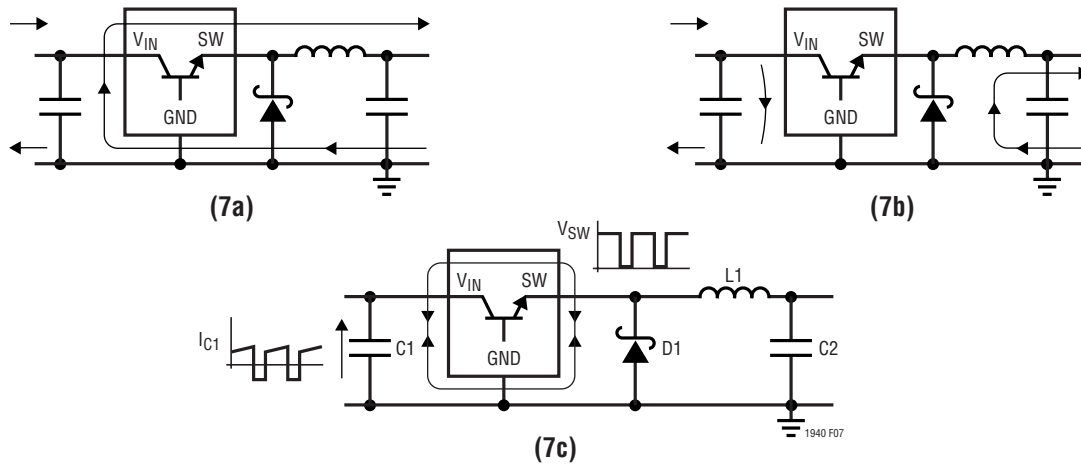 V_IN SW
GND
(7a)
V_IN SW
GND
(7b)
V_SW
L1
V_IN SW
I_C1
C1
GND
D1
C2
1940 F07
(7c)